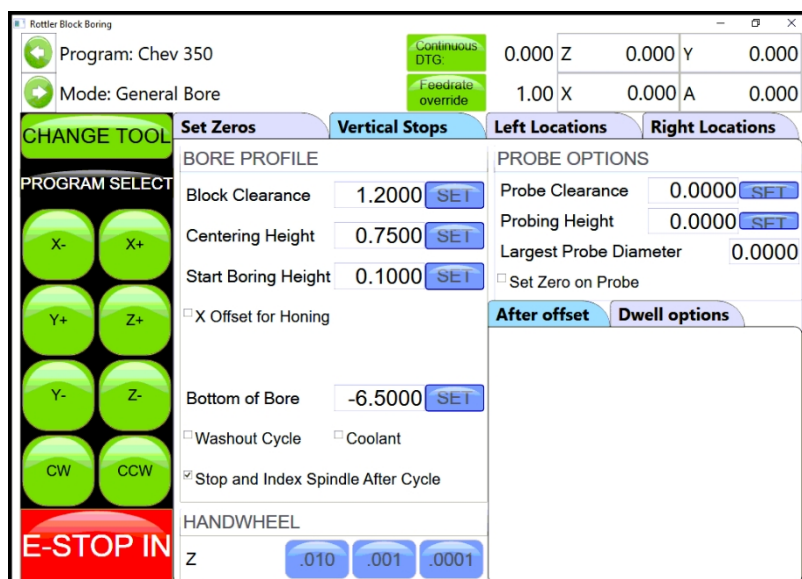 Rottler Block Boring
Program: Chev 350
Continuous DTG:
0.000 Z 0.000 Y 0.000
Mode: General Bore
Feedrate override
1.00 X 0.000 A 0.000
CHANGE TOOL
PROGRAM SELECT
X- X+
Y+ Z+
Y- Z-
CW CCW
E-STOP IN
Set Zeros Vertical Stops Left Locations Right Locations
BORE PROFILE
Block Clearance 1.2000 SET
Centering Height 0.7500 SET
Start Boring Height 0.1000 SET
X Offset for Honing
Bottom of Bore -6.5000 SET
Washout Cycle Coolant
Stop and Index Spindle After Cycle
HANDWHEEL
Z .010 .001 .0001
PROBE OPTIONS
Probe Clearance 0.0000 SET
Probing Height 0.0000 SET
Largest Probe Diameter 0.0000
Set Zero on Probe
After offset Dwell options